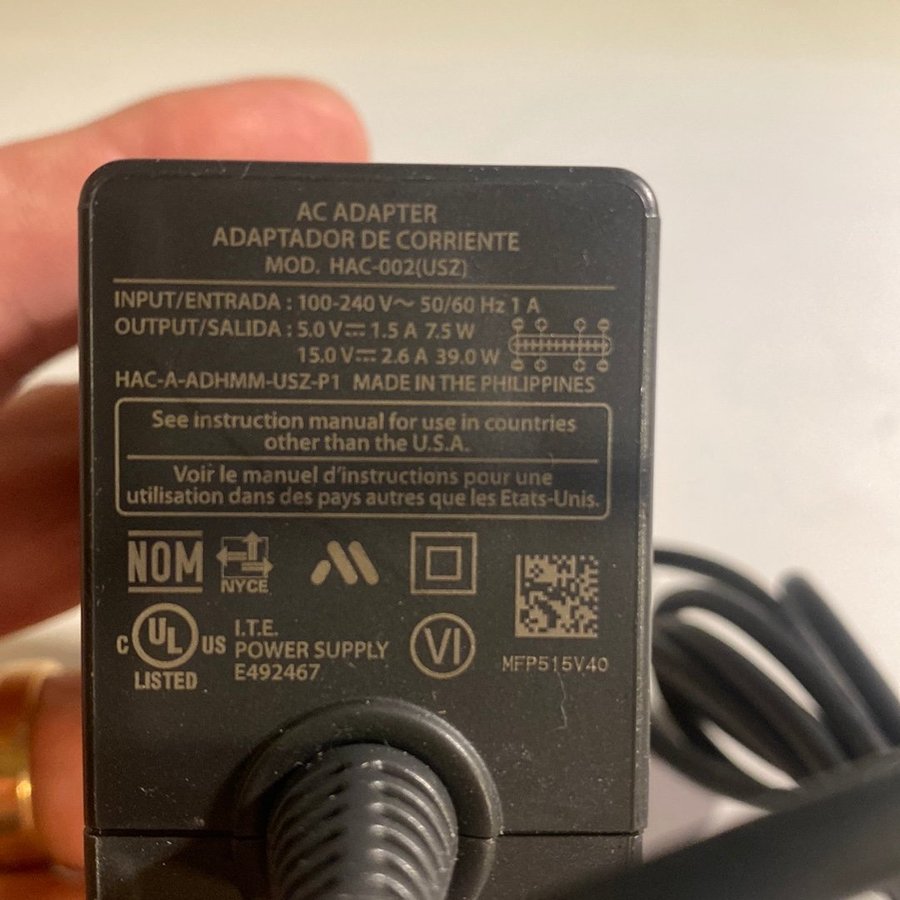 AC ADAPTER
ADAPTADOR DE CORRIENTE
MOD. HAC-002(USZ)
INPUT/ENTRADA : 100-240 V～ 50/60 Hz 1 A
OUTPUT/SALIDA : 5.0 V⎓ 1.5 A 7.5 W
15.0 V⎓ 2.6 A 39.0 W
HAC-A-ADHMM-USZ-P1 MADE IN THE PHILIPPINES
See instruction manual for use in countries
other than the U.S.A.
Voir le manuel d'instructions pour une
utilisation dans des pays autres que les Etats-Unis.
NOM
NYCE
C UL US
LISTED
I.T.E.
POWER SUPPLY
E492467
VI
MFP515V40